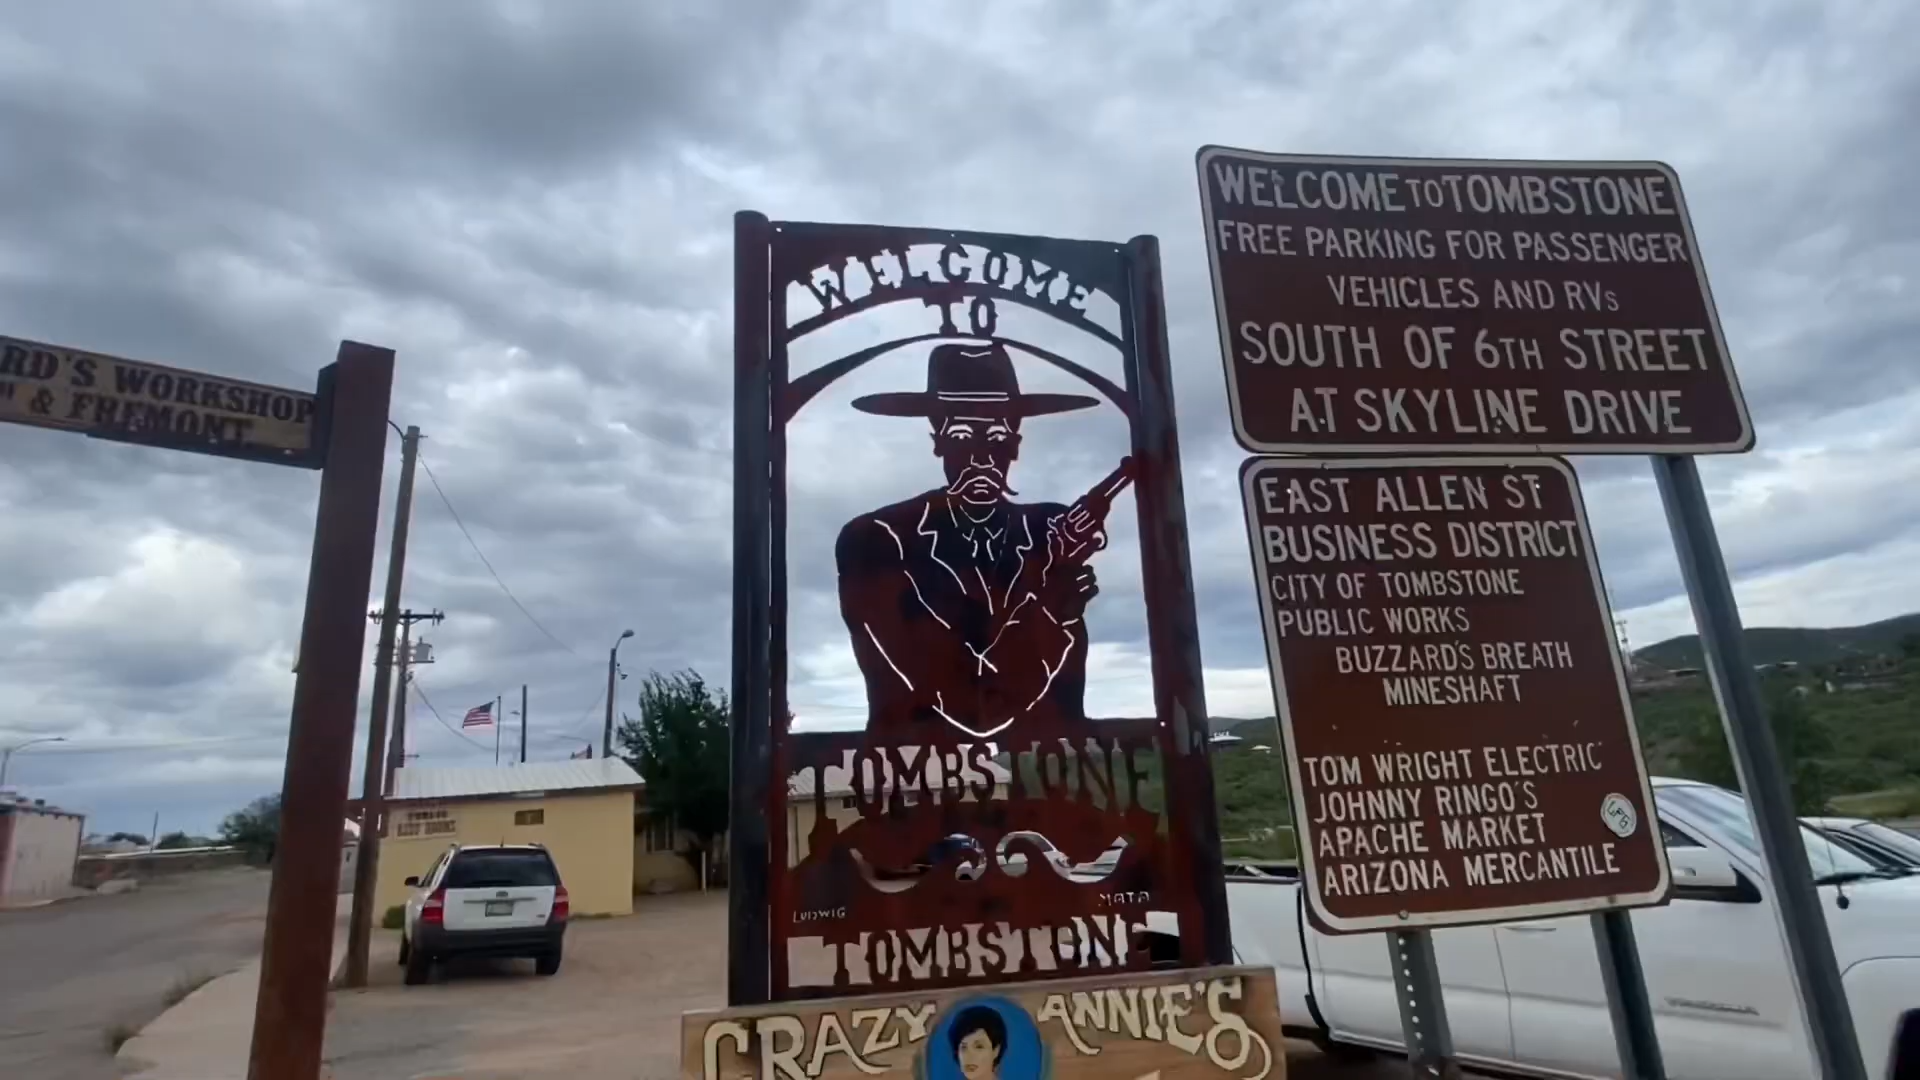 RD'S WORKSHOP
& FREMONT
WELCOME
TO
TOMBSTONE
LUDWIG
MATA
TOMBSTONE
CRAZY ANNIE'S
WELCOME TO TOMBSTONE
FREE PARKING FOR PASSENGER
VEHICLES AND RVs
SOUTH OF 6TH STREET
AT SKYLINE DRIVE
EAST ALLEN ST
BUSINESS DISTRICT
CITY OF TOMBSTONE
PUBLIC WORKS
BUZZARD'S BREATH
MINESHAFT
TOM WRIGHT ELECTRIC
JOHNNY RINGO'S
APACHE MARKET
ARIZONA MERCANTILE